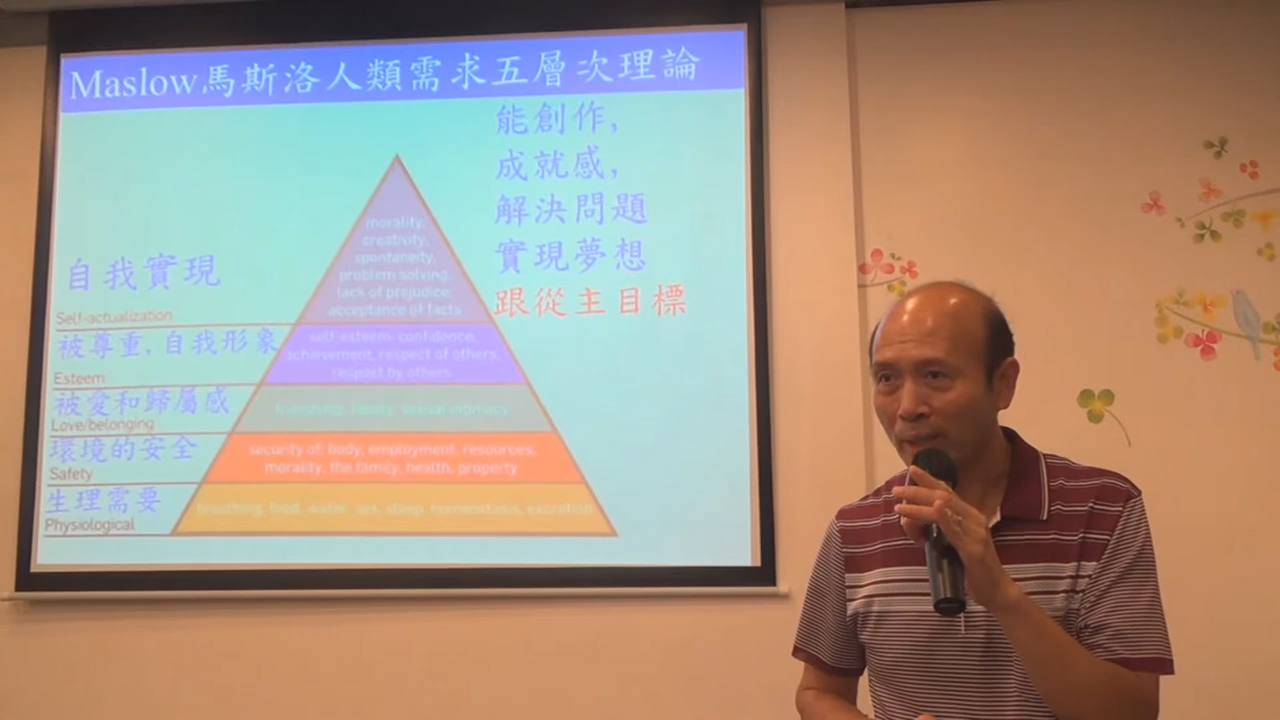 Maslow馬斯洛人類需求五層次理論
能創作,
成就感,
解決問題
實現夢想
跟從主目標
morality,
creativity,
spontaneity,
problem solving,
lack of prejudice,
acceptance of facts
自我實現
Self-actualization
被尊重, 自我形象
Esteem
self-esteem, confidence,
achievement, respect of others,
respect by others
被愛和歸屬感
Love/belonging
friendship, family, sexual intimacy
環境的安全
Safety
security of: body, employment, resources,
morality, the family, health, property
生理需要
Physiological
breathing, food, water, sex, sleep, homeostasis, excretion